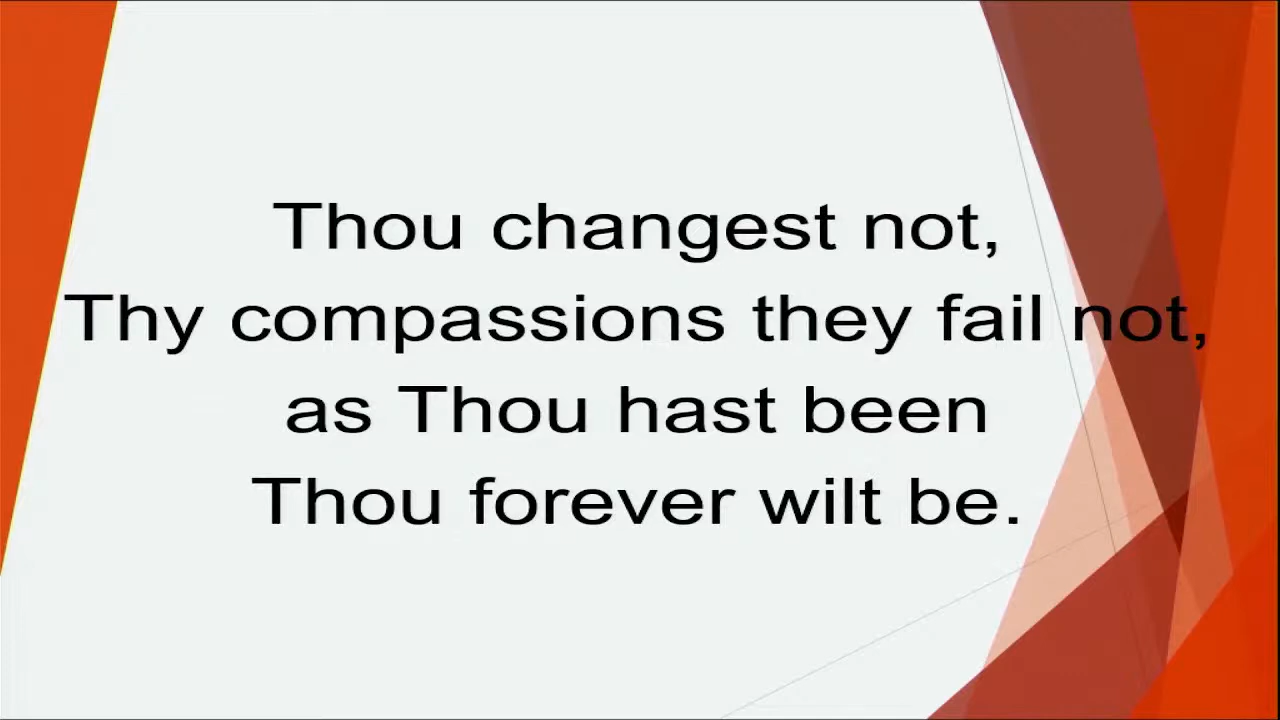 Thou changest not,
Thy compassions they fail not,
as Thou hast been
Thou forever wilt be.